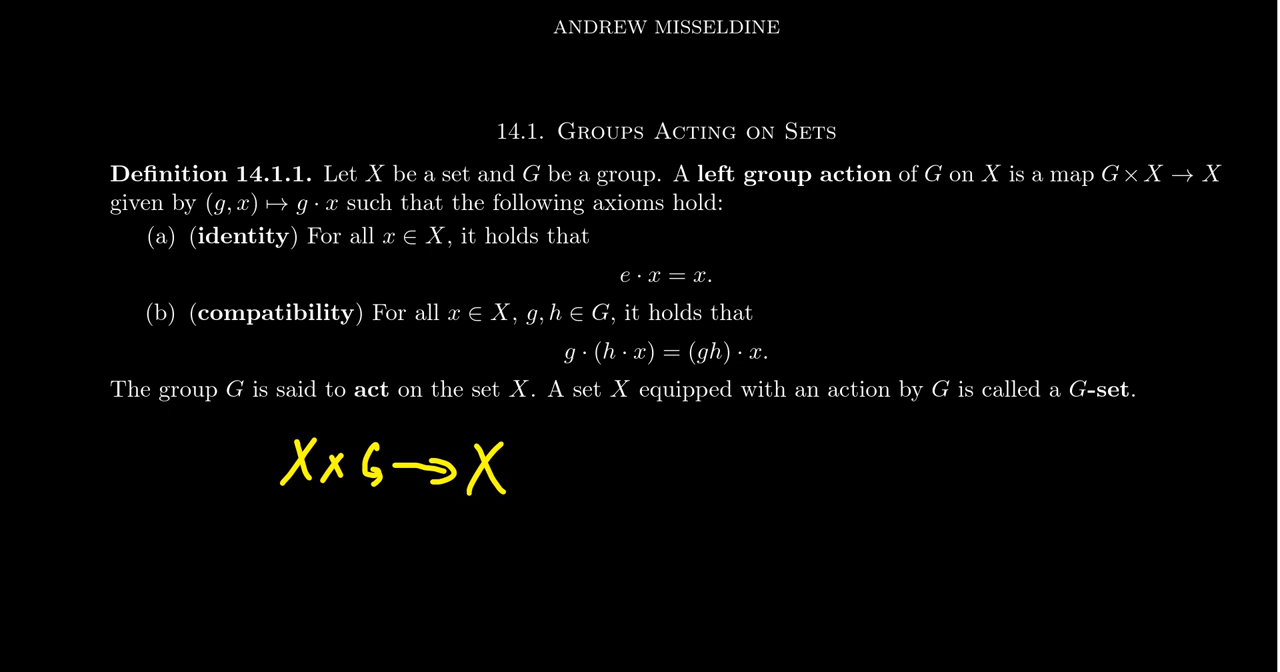 ANDREW MISSELDINE
14.1. Groups Acting on Sets
Definition 14.1.1. Let X be a set and G be a group. A left group action of G on X is a map G × X → X
given by (g, x) ↦ g · x such that the following axioms hold:
(a) (identity) For all x ∈ X, it holds that
e · x = x.
(b) (compatibility) For all x ∈ X, g, h ∈ G, it holds that
g · (h · x) = (gh) · x.
The group G is said to act on the set X. A set X equipped with an action by G is called a G-set.
X × G → X